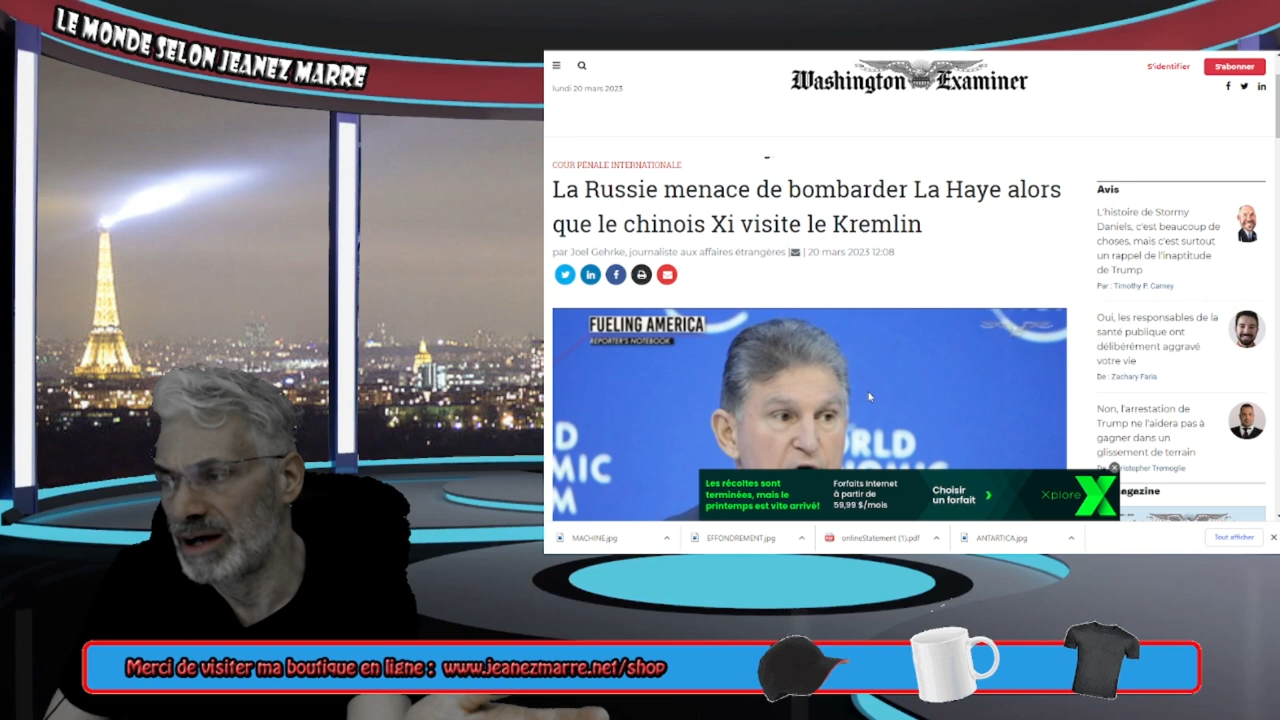 LE MONDE SELON JEANEZ MARRE
Washington Examiner
S'identifier
S'abonner
lundi 20 mars 2023
COUR PÉNALE INTERNATIONALE
La Russie menace de bombarder La Haye alors
que le chinois Xi visite le Kremlin
par Joel Gehrke, journaliste aux affaires étrangères | | 20 mars 2023 12:08
FUELING AMERICA
REPORTER'S NOTEBOOK
Avis
L'histoire de Stormy
Daniels, c'est beaucoup de
choses, mais c'est surtout
un rappel de l'inaptitude
de Trump
Par : Timothy P. Carney
Oui, les responsables de la
santé publique ont
délibérément aggravé
votre vie
De : Zachary Faria
Non, l'arrestation de
Trump ne l'aidera pas à
gagner dans un
glissement de terrain
Les récoltes sont
terminées, mais le
printemps est vite arrivé!
Forfaits Internet
à partir de
59,99 $/mois
Choisir
un forfait
Xplore
MACHINE.jpg
EFFONDREMENT.jpg
onlineStatement (1).pdf
ANTARTICA.jpg
Tout afficher
Merci de visiter ma boutique en ligne : www.jeanezmarre.net/shop